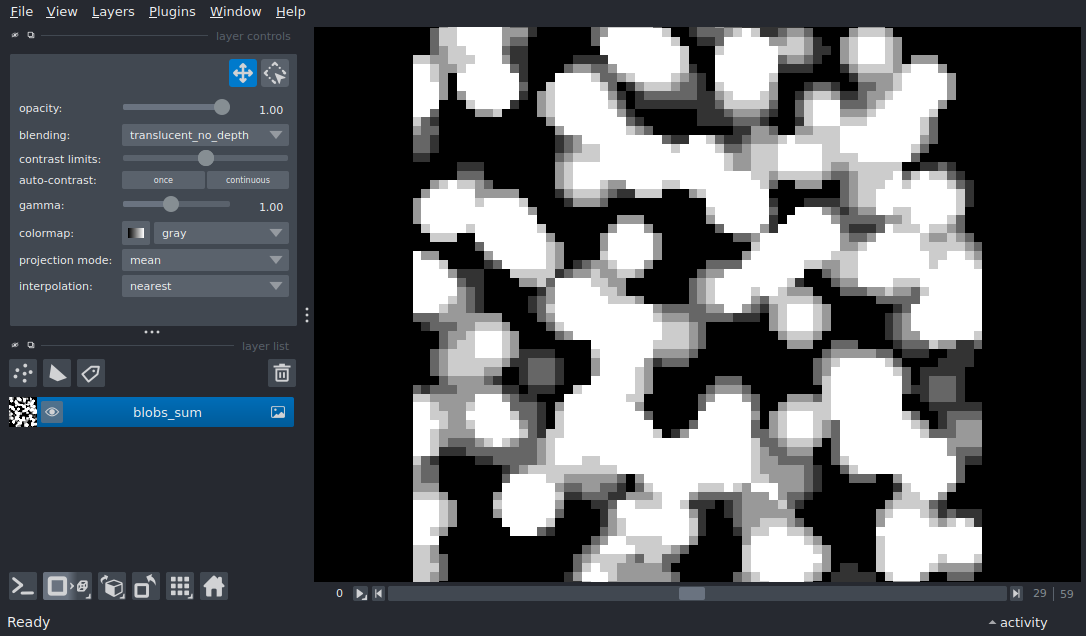 File View Layers Plugins Window Help
layer controls
opacity: 1.00
blending: translucent_no_depth
contrast limits:
auto-contrast: once continuous
gamma: 1.00
colormap: gray
projection mode: mean
interpolation: nearest
layer list
blobs_sum
0 29 59
Ready activity